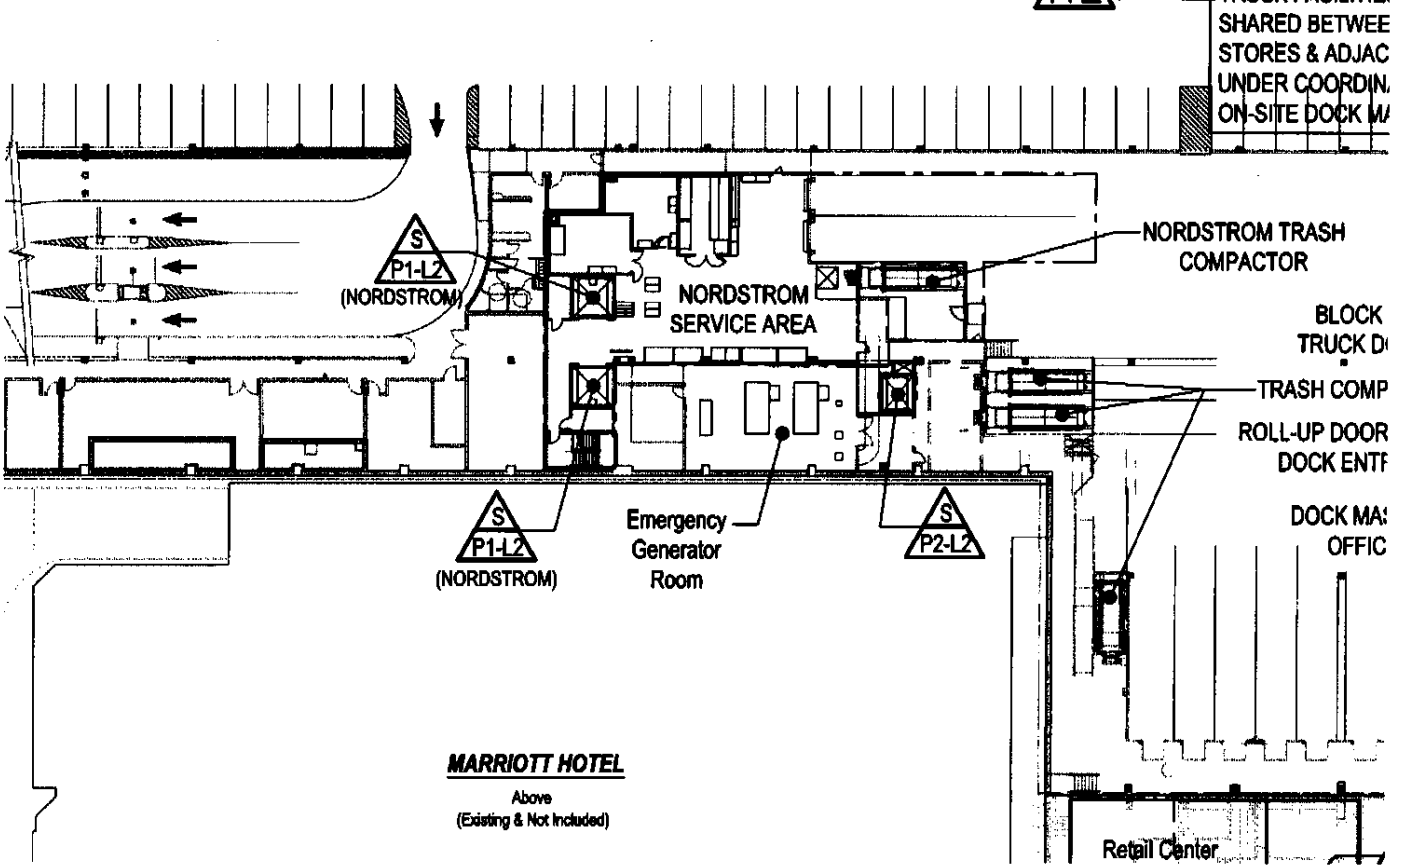 SHARED BETWEE
STORES & ADJAC
UNDER COORDIN
ON-SITE DOCK MA
S
P1-L2
(NORDSTROM)
NORDSTROM
SERVICE AREA
NORDSTROM TRASH
COMPACTOR
BLOCK
TRUCK D
TRASH COMP
ROLL-UP DOOR
DOCK ENT
S
P1-L2
(NORDSTROM)
Emergency
Generator
Room
S
P2-L2
DOCK MAS
OFFIC
MARRIOTT HOTEL
Above
(Existing & Not Included)
Retail Center